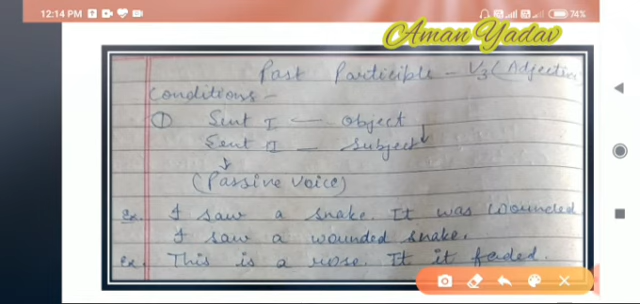 12:14 PM
74%
Aman Yadav
Past Participle - V3 (Adjective)
Conditions -
① Sent I — object
Sent II — Subject
(Passive voice)
Ex. I saw a snake. It was wounded
I saw a wounded snake.
Ex. This is a rose. It it faded.